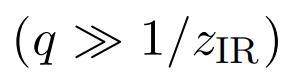 (q ≫ 1/z_IR)